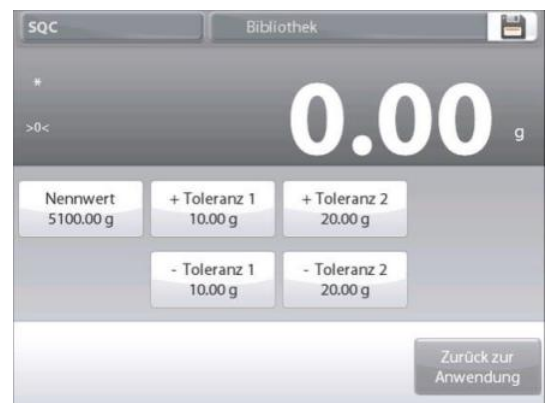 SQC
Bibliothek
*
>0<
0.00 g
Nennwert
5100.00 g
+ Toleranz 1
10.00 g
+ Toleranz 2
20.00 g
- Toleranz 1
10.00 g
- Toleranz 2
20.00 g
Zurück zur
Anwendung